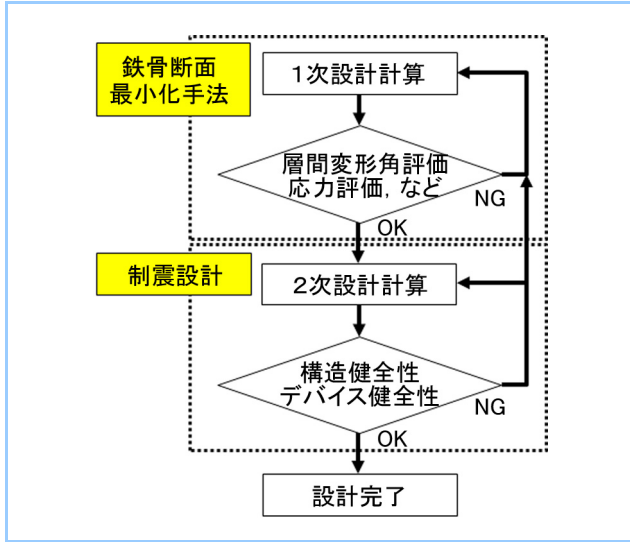 鉄骨断面
最小化手法
1次設計計算
層間変形角評価
応力評価, など
NG
OK
制震設計
2次設計計算
構造健全性
デバイス健全性
NG
OK
設計完了